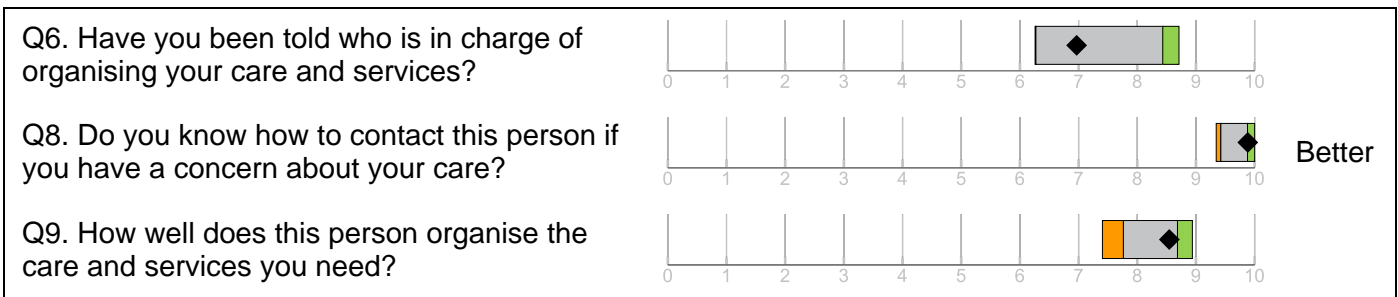 Q6. Have you been told who is in charge of
organising your care and services?
0 1 2 3 4 5 6 7 8 9 10
Q8. Do you know how to contact this person if
you have a concern about your care?
0 1 2 3 4 5 6 7 8 9 10
Better
Q9. How well does this person organise the
care and services you need?
0 1 2 3 4 5 6 7 8 9 10